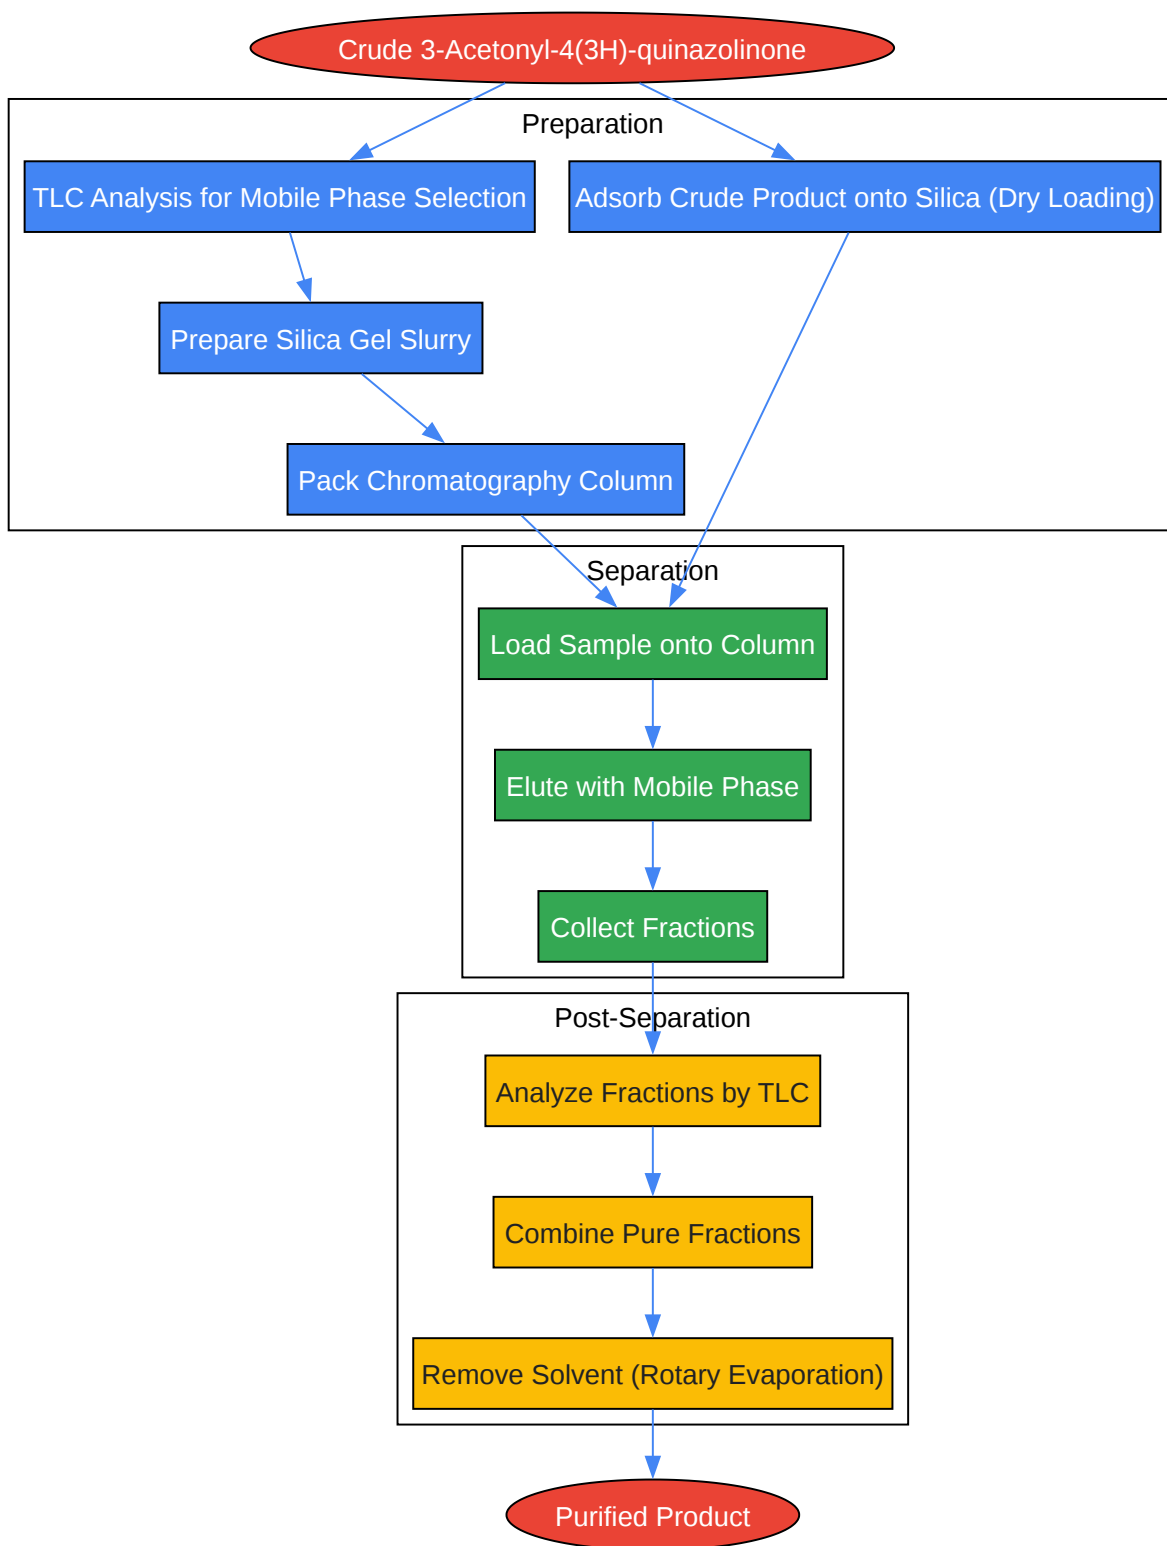 Crude 3-Acetonyl-4(3H)-quinazolinone
Preparation
TLC Analysis for Mobile Phase Selection
Adsorb Crude Product onto Silica (Dry Loading)
Prepare Silica Gel Slurry
Pack Chromatography Column
Separation
Load Sample onto Column
Elute with Mobile Phase
Collect Fractions
Post-Separation
Analyze Fractions by TLC
Combine Pure Fractions
Remove Solvent (Rotary Evaporation)
Purified Product